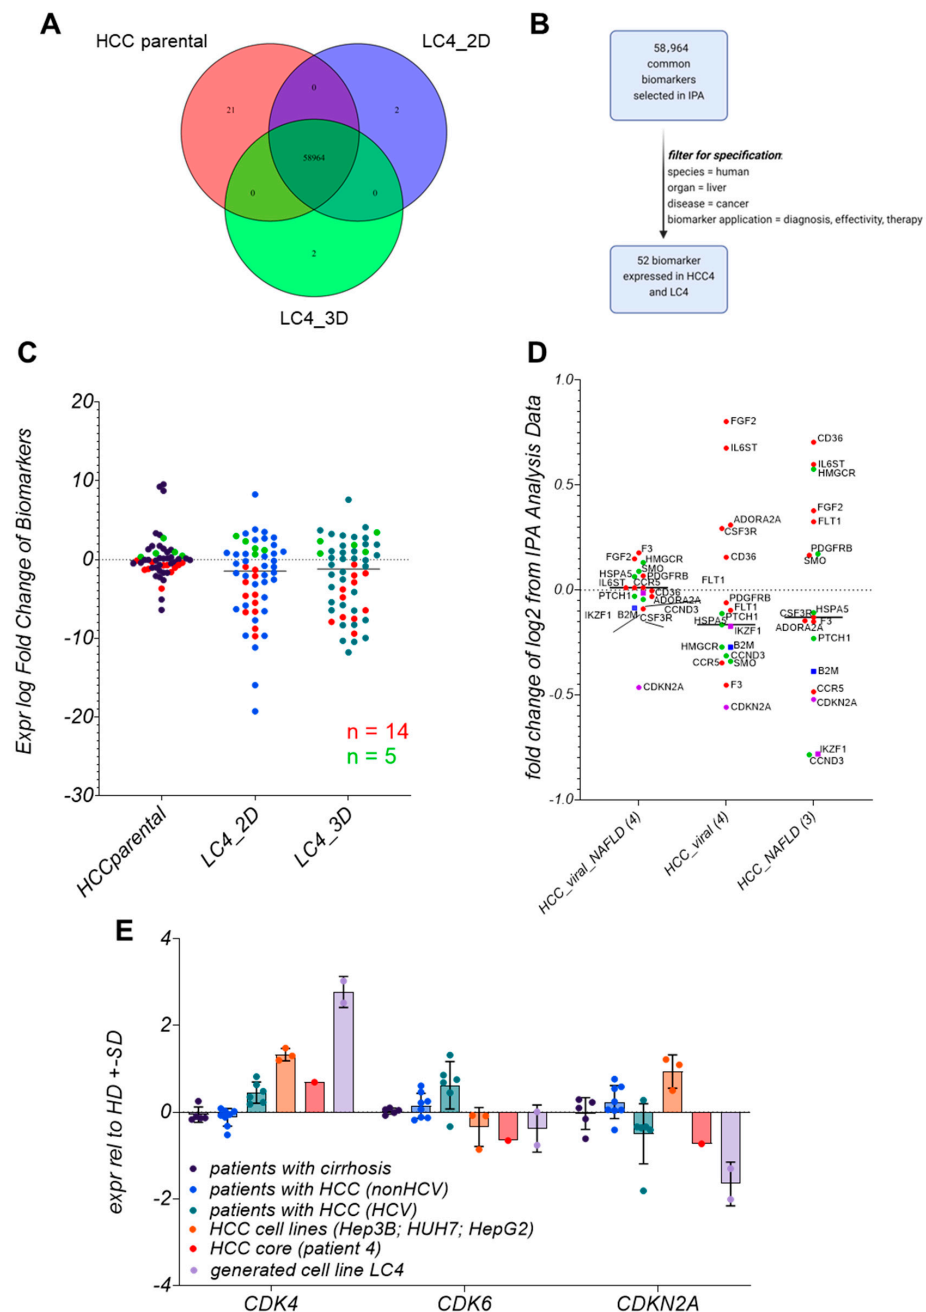 A
HCC parental
LC4_2D
0
21
2
58964
0
0
2
LC4_3D
B
58,964
common
biomarkers
selected in IPA
filter for specification:
species = human
organ = liver
disease = cancer
biomarker application = diagnosis, effectivity, therapy
52 biomarker
expressed in HCC4
and LC4
C
Expr log Fold Change of Biomarkers
20
10
0
-10
-20
-30
n = 14
n = 5
HCCparental
LC4_2D
LC4_3D
D
fold change of log2 from IPA Analysis Data
1.0
0.5
0.0
-0.5
-1.0
F3
FGF2
HMGCR
SMO
HSPA5
PDGFRB
IL6ST
CCR5
CD36
PTCH1
ADORA2A
CCND3
IKZF1
B2M
CSF3R
CDKN2A
FGF2
IL6ST
ADORA2A
CSF3R
CD36
FLT1
PDGFRB
FLT1
PTCH1
HSPA5
IKZF1
HMGCR
B2M
CCND3
CCR5
SMO
F3
CDKN2A
CD36
IL6ST
HMGCR
FGF2
FLT1
PDGFRB
SMO
HSPA5
CSF3R
F3
ADORA2A
PTCH1
B2M
CCR5
CDKN2A
IKZF1
CCND3
HCC_viral_NAFLD (4)
HCC_viral (4)
HCC_NAFLD (3)
E
expr rel to HD +-SD
4
2
0
-2
-4
patients with cirrhosis
patients with HCC (nonHCV)
patients with HCC (HCV)
HCC cell lines (Hep3B; HUH7; HepG2)
HCC core (patient 4)
generated cell line LC4
CDK4
CDK6
CDKN2A